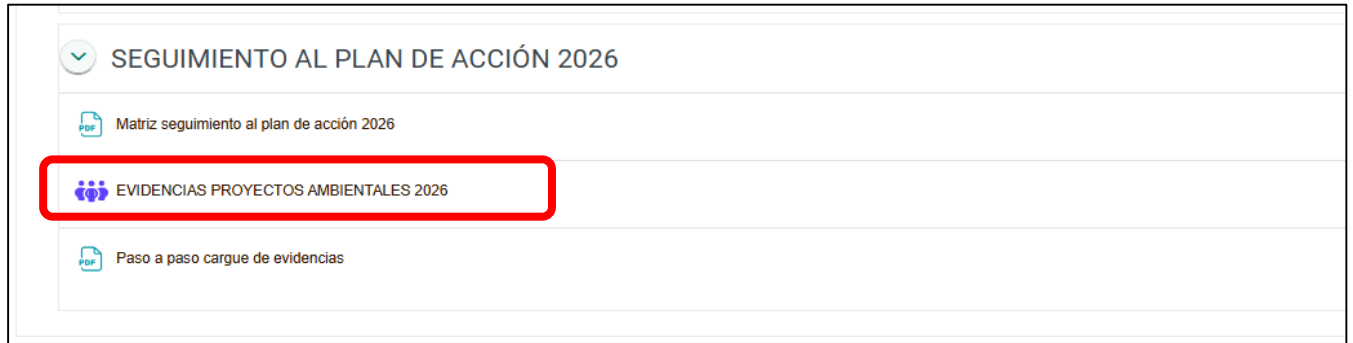 SEGUIMIENTO AL PLAN DE ACCIÓN 2026
PDF Matriz seguimiento al plan de acción 2026
EVIDENCIAS PROYECTOS AMBIENTALES 2026
PDF Paso a paso cargue de evidencias